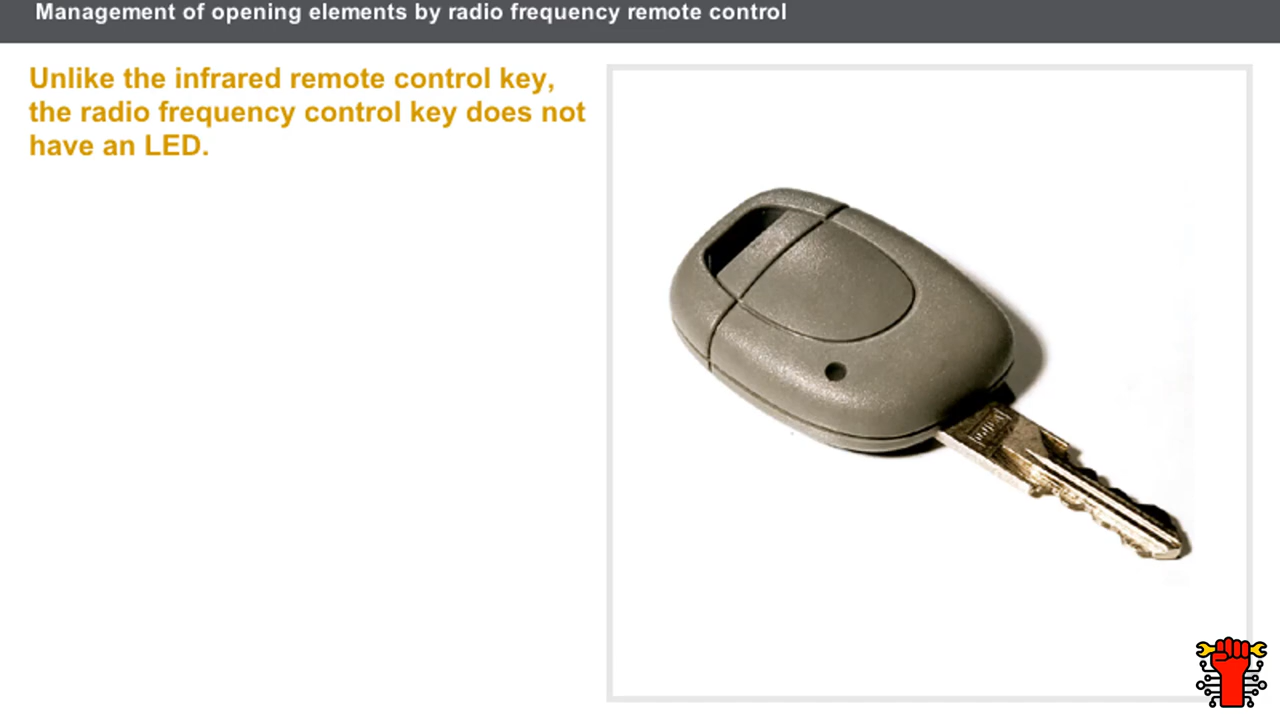 Management of opening elements by radio frequency remote control
Unlike the infrared remote control key,
the radio frequency control key does not
have an LED.